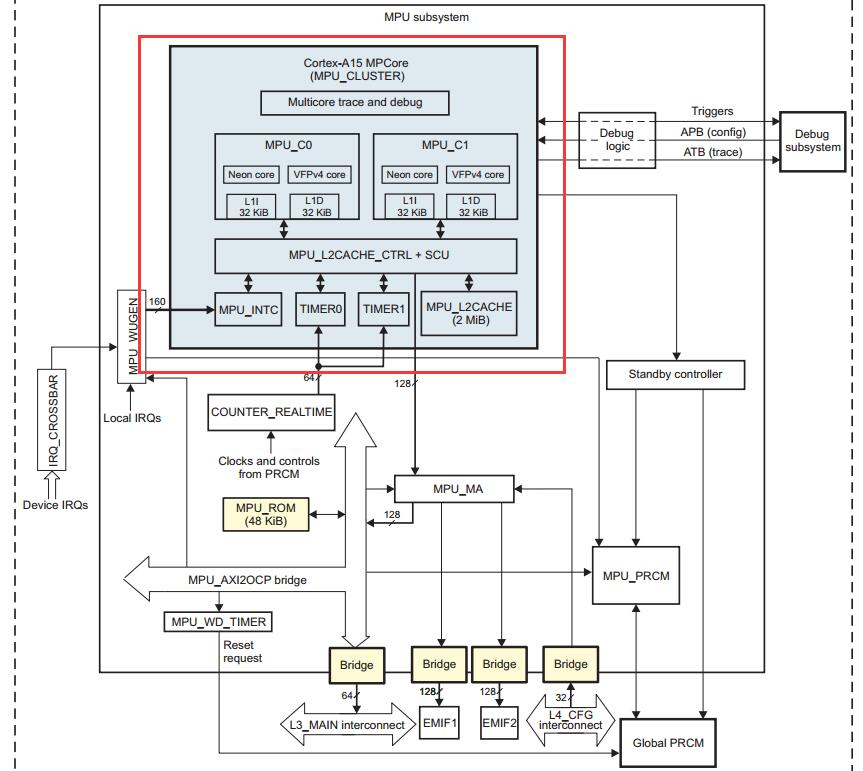 MPU subsystem
Cortex-A15 MPCore
(MPU_CLUSTER)
Multicore trace and debug
MPU_C0
Neon core
VFPv4 core
L1I
32 KiB
L1D
32 KiB
MPU_C1
Neon core
VFPv4 core
L1I
32 KiB
L1D
32 KiB
MPU_L2CACHE_CTRL + SCU
MPU_INTC
TIMER0
TIMER1
MPU_L2CACHE
(2 MiB)
Debug
logic
Triggers
APB (config)
ATB (trace)
Debug
subsystem
160
MPU_WUGEN
64
128
Standby controller
IRQ_CROSSBAR
Local IRQs
Device IRQs
COUNTER_REALTIME
Clocks and controls
from PRCM
MPU_MA
MPU_ROM
(48 KiB)
128
MPU_AXI2OCP bridge
MPU_PRCM
MPU_WD_TIMER
Reset
request
Bridge
Bridge
Bridge
Bridge
64
128
128
32
L3_MAIN interconnect
EMIF1
EMIF2
L4_CFG
interconnect
Global PRCM